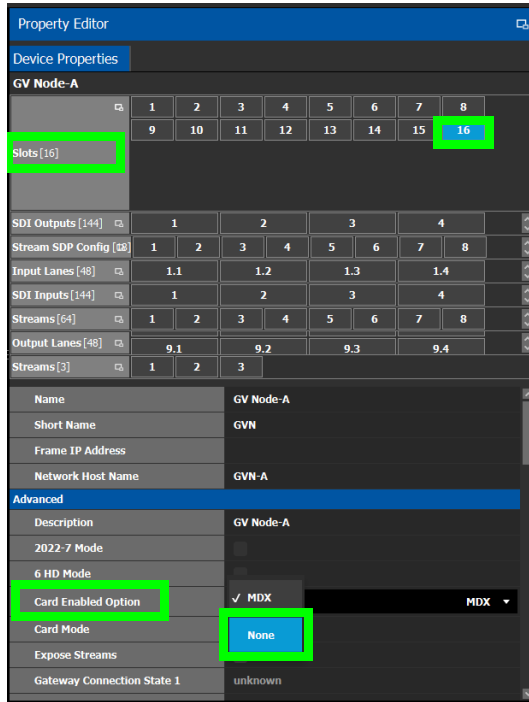 Property Editor
Device Properties
GV Node-A
1 2 3 4 5 6 7 8
9 10 11 12 13 14 15 16
Slots [16]
SDI Outputs [144] 1 2 3 4
Stream SDP Config 1 2 3 4 5 6 7 8
Input Lanes [48] 1.1 1.2 1.3 1.4
SDI Inputs [144] 1 2 3 4
Streams [64] 1 2 3 4 5 6 7 8
Output Lanes [48] 9.1 9.2 9.3 9.4
Streams [3] 1 2 3
Name GV Node-A
Short Name GVN
Frame IP Address
Network Host Name GVN-A
Advanced
Description GV Node-A
2022-7 Mode
6 HD Mode
Card Enabled Option ✓ MDX MDX
Card Mode None
Expose Streams
Gateway Connection State 1 unknown